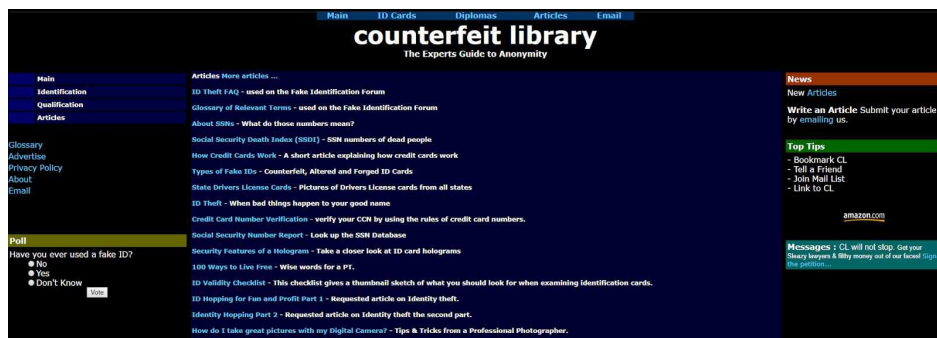 Main ID Cards Diplomas Articles Email
counterfeit library
The Experts Guide to Anonymity
Main
Identification
Qualification
Articles
Glossary
Advertise
Privacy Policy
About
Email
Poll
Have you ever used a fake ID?
No
Yes
Don't Know
Vote
Articles More articles ...
ID Theft FAQ - used on the Fake Identification Forum
Glossary of Relevant Terms - used on the Fake Identification Forum
About SSNs - What do those numbers mean?
Social Security Death Index (SSDI) - SSN numbers of dead people
How Credit Cards Work - A short article explaining how credit cards work
Types of Fake IDs - Counterfeit, Altered and Forged ID Cards
State Drivers License Cards - Pictures of Drivers License cards from all states
ID Theft - When bad things happen to your good name
Credit Card Number Verification - verify your CCN by using the rules of credit card numbers.
Social Security Number Report - Look up the SSN Database
Security Features of a Hologram - Take a closer look at ID card holograms
100 Ways to Live Free - Wise words for a PT.
ID Validity Checklist - This checklist gives a thumbnail sketch of what you should look for when examining identification cards.
ID Hopping for Fun and Profit Part 1 - Requested article on Identity theft.
Identity Hopping Part 2 - Requested article on Identity theft the second part.
How do I take great pictures with my Digital Camera? - Tips & Tricks from a Professional Photographer.
News
New Articles
Write an Article Submit your article
by emailing us.
Top Tips
- Bookmark CL
- Tell a Friend
- Join Mail List
- Link to CL
amazon.com
Messages : CL will not stop. Get your
Sleazy lawyers & filthy money out of our faces! Sign
the petition...